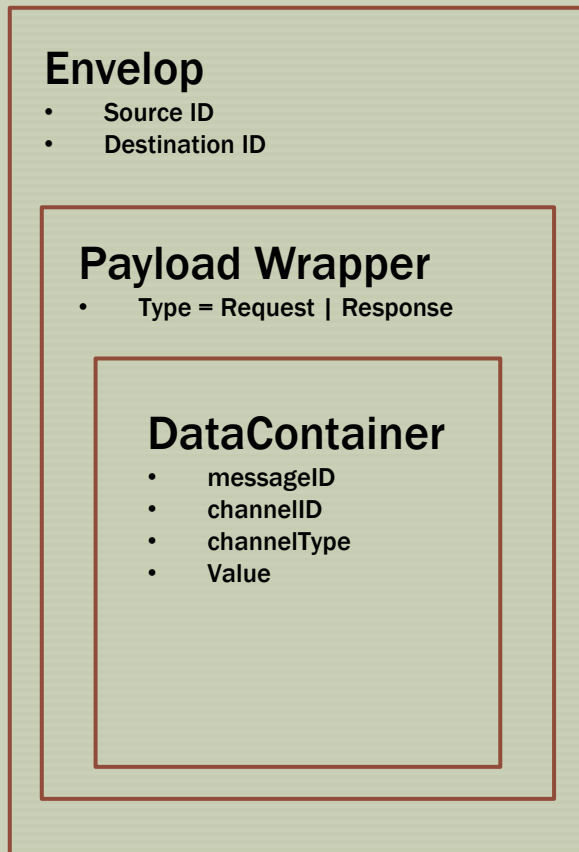 Envelop
• Source ID
• Destination ID
Payload Wrapper
• Type = Request | Response
DataContainer
• messageID
• channelID
• channelType
• Value